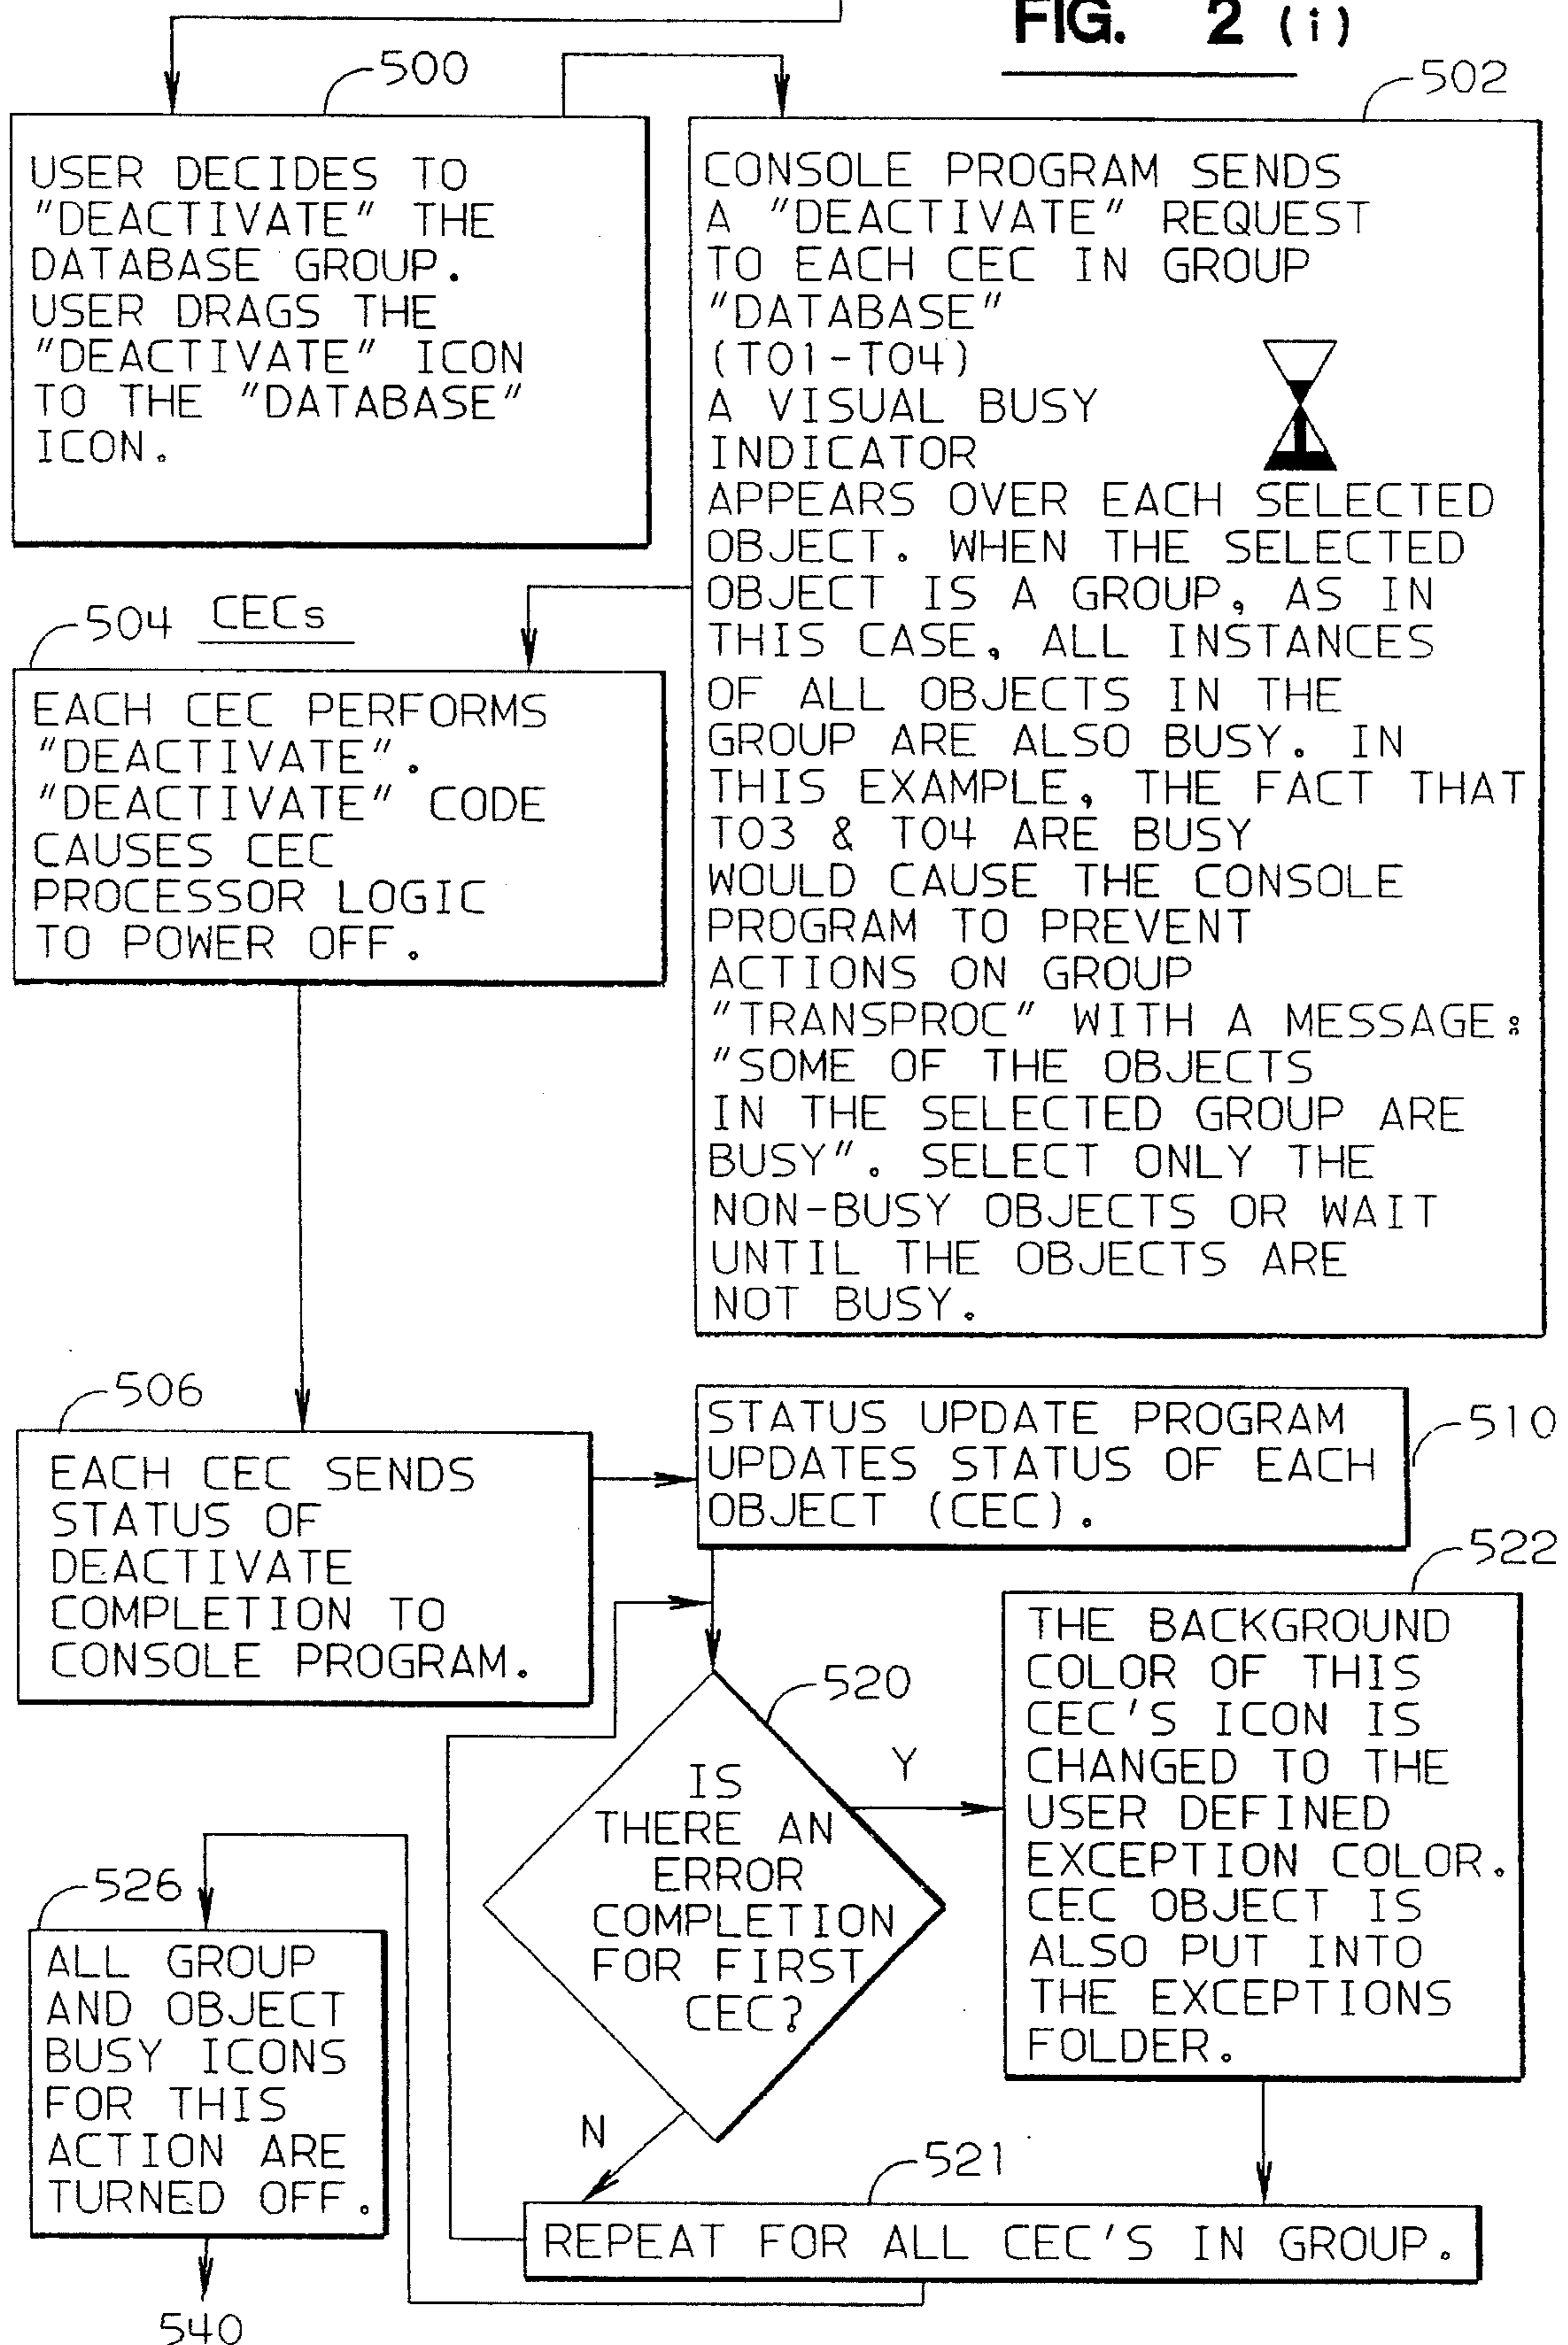 FIG. 2 (i)
500
USER DECIDES TO
"DEACTIVATE" THE
DATABASE GROUP.
USER DRAGS THE
"DEACTIVATE" ICON
TO THE "DATABASE"
ICON.
502
CONSOLE PROGRAM SENDS
A "DEACTIVATE" REQUEST
TO EACH CEC IN GROUP
"DATABASE"
(T01-T04)
A VISUAL BUSY
INDICATOR
APPEARS OVER EACH SELECTED
OBJECT. WHEN THE SELECTED
OBJECT IS A GROUP, AS IN
THIS CASE, ALL INSTANCES
OF ALL OBJECTS IN THE
GROUP ARE ALSO BUSY. IN
THIS EXAMPLE, THE FACT THAT
T03 & T04 ARE BUSY
WOULD CAUSE THE CONSOLE
PROGRAM TO PREVENT
ACTIONS ON GROUP
"TRANSPROC" WITH A MESSAGE:
"SOME OF THE OBJECTS
IN THE SELECTED GROUP ARE
BUSY". SELECT ONLY THE
NON-BUSY OBJECTS OR WAIT
UNTIL THE OBJECTS ARE
NOT BUSY.
504 CECs
EACH CEC PERFORMS
"DEACTIVATE".
"DEACTIVATE" CODE
CAUSES CEC
PROCESSOR LOGIC
TO POWER OFF.
506
EACH CEC SENDS
STATUS OF
DEACTIVATE
COMPLETION TO
CONSOLE PROGRAM.
510
STATUS UPDATE PROGRAM
UPDATES STATUS OF EACH
OBJECT (CEC).
520
IS
THERE AN
ERROR
COMPLETION
FOR FIRST
CEC?
Y
N
522
THE BACKGROUND
COLOR OF THIS
CEC'S ICON IS
CHANGED TO THE
USER DEFINED
EXCEPTION COLOR.
CEC OBJECT IS
ALSO PUT INTO
THE EXCEPTIONS
FOLDER.
521
REPEAT FOR ALL CEC'S IN GROUP.
526
ALL GROUP
AND OBJECT
BUSY ICONS
FOR THIS
ACTION ARE
TURNED OFF.
540